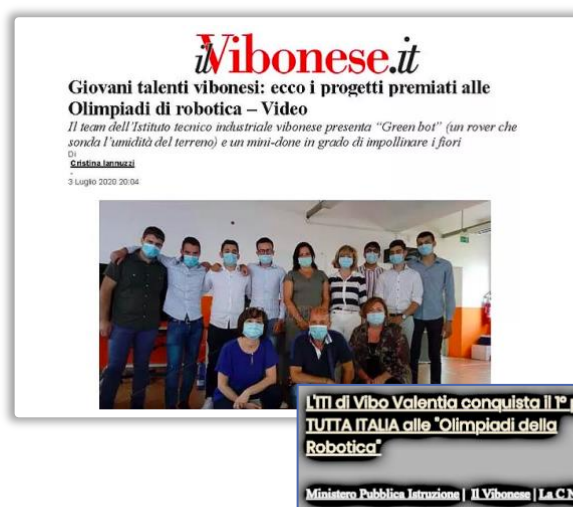 ilVibonese.it
Giovani talenti vibonesi: ecco i progetti premiati alle
Olimpiadi di robotica – Video
Il team dell'Istituto tecnico industriale vibonese presenta “Green bot” (un rover che
sonda l'umidità del terreno) e un mini-done in grado di impollinare i fiori
Di
Cristina Iannuzzi
-
3 Luglio 2020 20:04
L'ITI di Vibo Valentia conquista il 1° p
TUTTA ITALIA alle "Olimpiadi della
Robotica"
Ministero Pubblica Istruzione | Il Vibonese | La C N